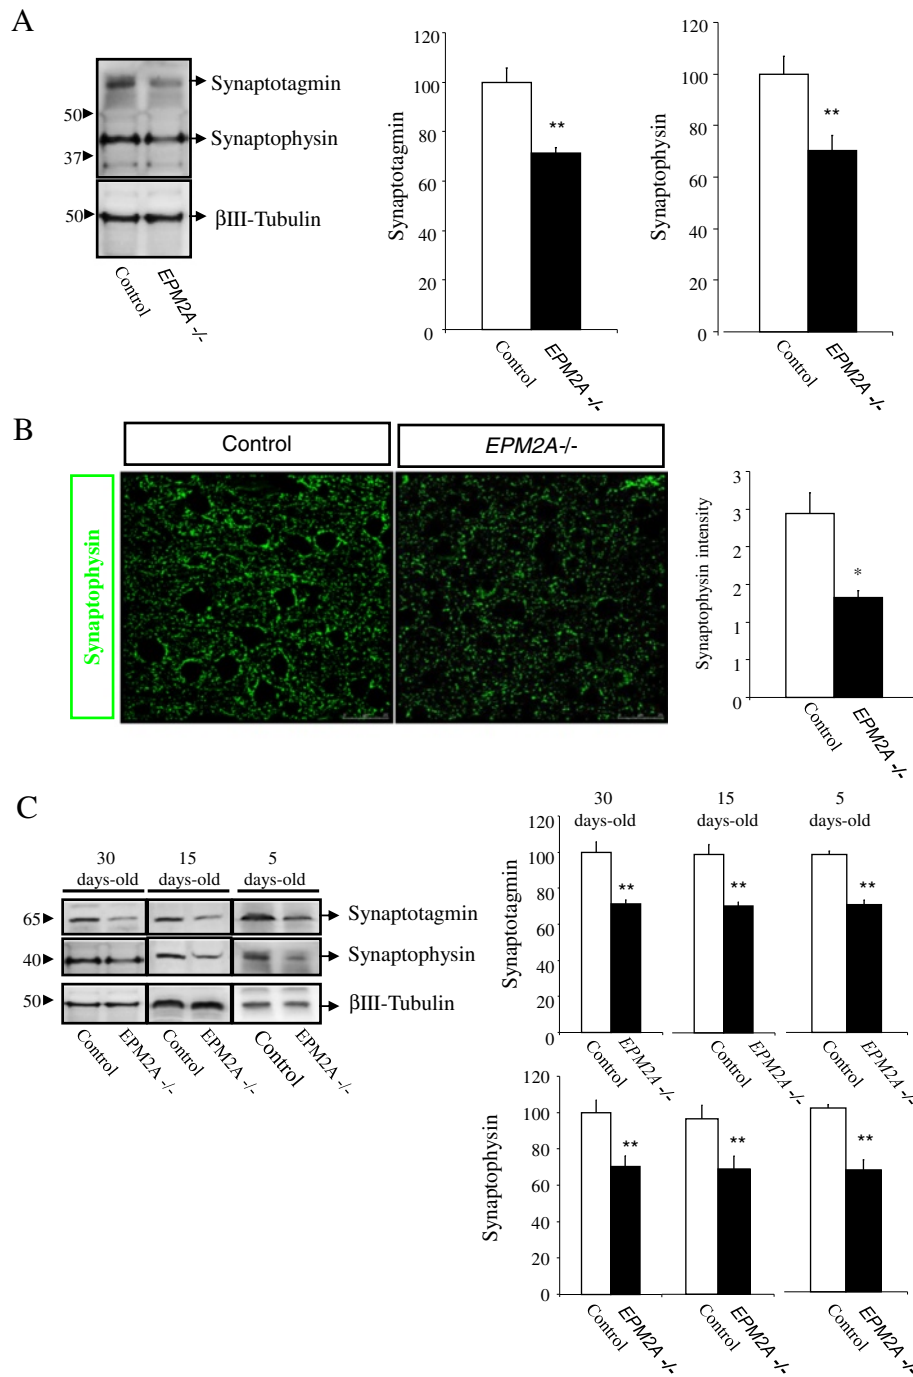 A
Synaptotagmin
50
Synaptophysin
37
50
βIII-Tubulin
Control
EPM2A -/-
Synaptotagmin
120
100
80
60
40
20
0
**
Control
EPM2A -/-
Synaptophysin
120
100
80
60
40
20
0
**
Control
EPM2A -/-
B
Control
EPM2A-/-
Synaptophysin
Synaptophysin intensity
3
3
2
2
1
1
0
*
Control
EPM2A -/-
C
30
days-old
15
days-old
5
days-old
65
Synaptotagmin
40
Synaptophysin
50
βIII-Tubulin
Control
EPM2A -/-
Control
EPM2A -/-
Control
EPM2A -/-
30
days-old
15
days-old
5
days-old
Synaptotagmin
120
100
80
60
40
20
0
**
**
**
Control
EPM2A -/-
Control
EPM2A -/-
Control
EPM2A -/-
Synaptophysin
120
100
80
60
40
20
0
**
**
**
Control
EPM2A -/-
Control
EPM2A -/-
Control
EPM2A -/-